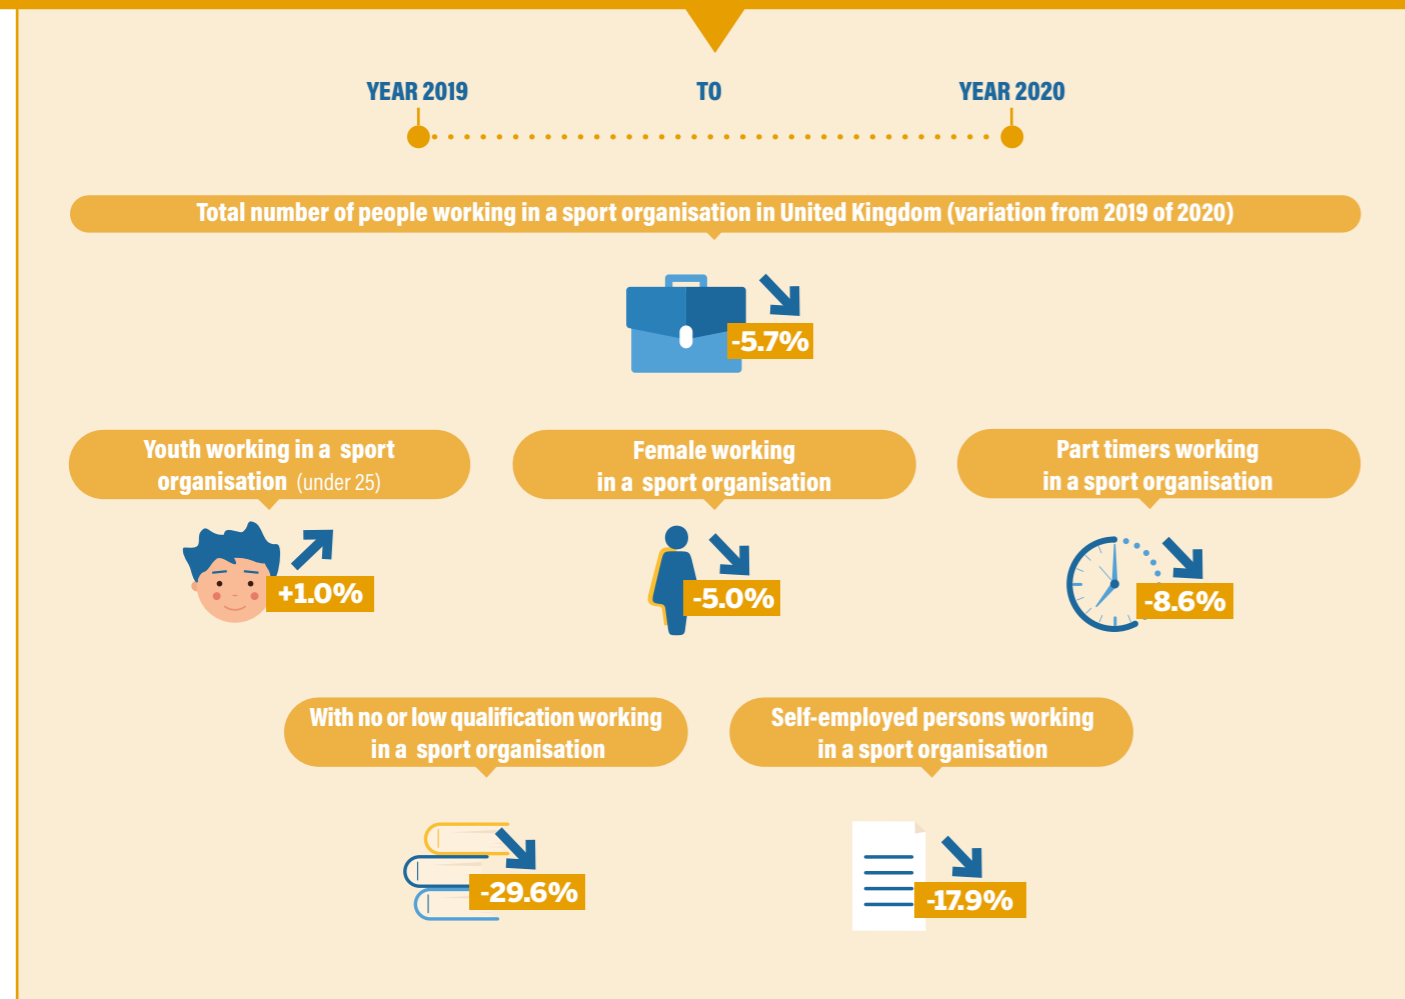 YEAR 2019 TO YEAR 2020
Total number of people working in a sport organisation in United Kingdom (variation from 2019 of 2020)
-5.7%
Youth working in a sport
organisation (under 25)
+1.0%
Female working
in a sport organisation
-5.0%
Part timers working
in a sport organisation
-8.6%
With no or low qualification working
in a sport organisation
-29.6%
Self-employed persons working
in a sport organisation
-17.9%